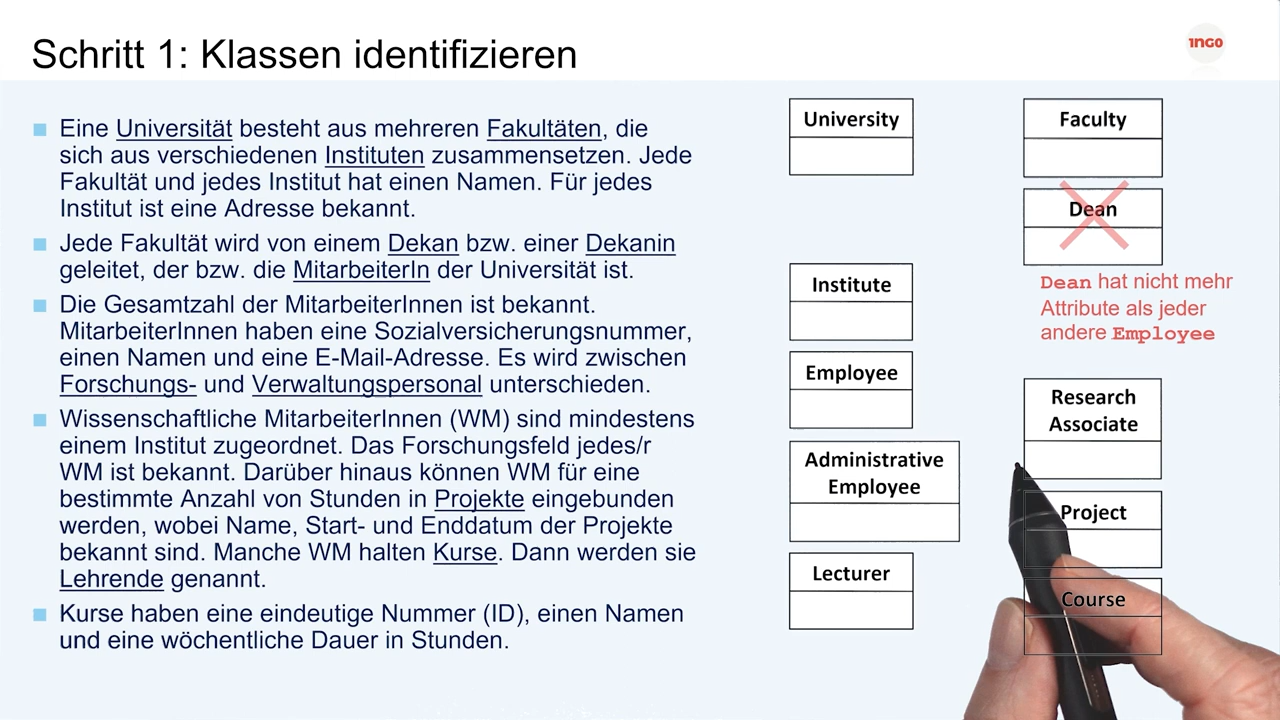 Schritt 1: Klassen identifizieren
1NGO
Eine Universität besteht aus mehreren Fakultäten, die
sich aus verschiedenen Instituten zusammensetzen. Jede
Fakultät und jedes Institut hat einen Namen. Für jedes
Institut ist eine Adresse bekannt.
Jede Fakultät wird von einem Dekan bzw. einer Dekanin
geleitet, der bzw. die MitarbeiterIn der Universität ist.
Die Gesamtzahl der MitarbeiterInnen ist bekannt.
MitarbeiterInnen haben eine Sozialversicherungsnummer,
einen Namen und eine E-Mail-Adresse. Es wird zwischen
Forschungs- und Verwaltungspersonal unterschieden.
Wissenschaftliche MitarbeiterInnen (WM) sind mindestens
einem Institut zugeordnet. Das Forschungsfeld jedes/r
WM ist bekannt. Darüber hinaus können WM für eine
bestimmte Anzahl von Stunden in Projekte eingebunden
werden, wobei Name, Start- und Enddatum der Projekte
bekannt sind. Manche WM halten Kurse. Dann werden sie
Lehrende genannt.
Kurse haben eine eindeutige Nummer (ID), einen Namen
und eine wöchentliche Dauer in Stunden.
University
Faculty
Dean
Dean hat nicht mehr
Attribute als jeder
andere Employee
Institute
Employee
Research
Associate
Administrative
Employee
Project
Lecturer
Course